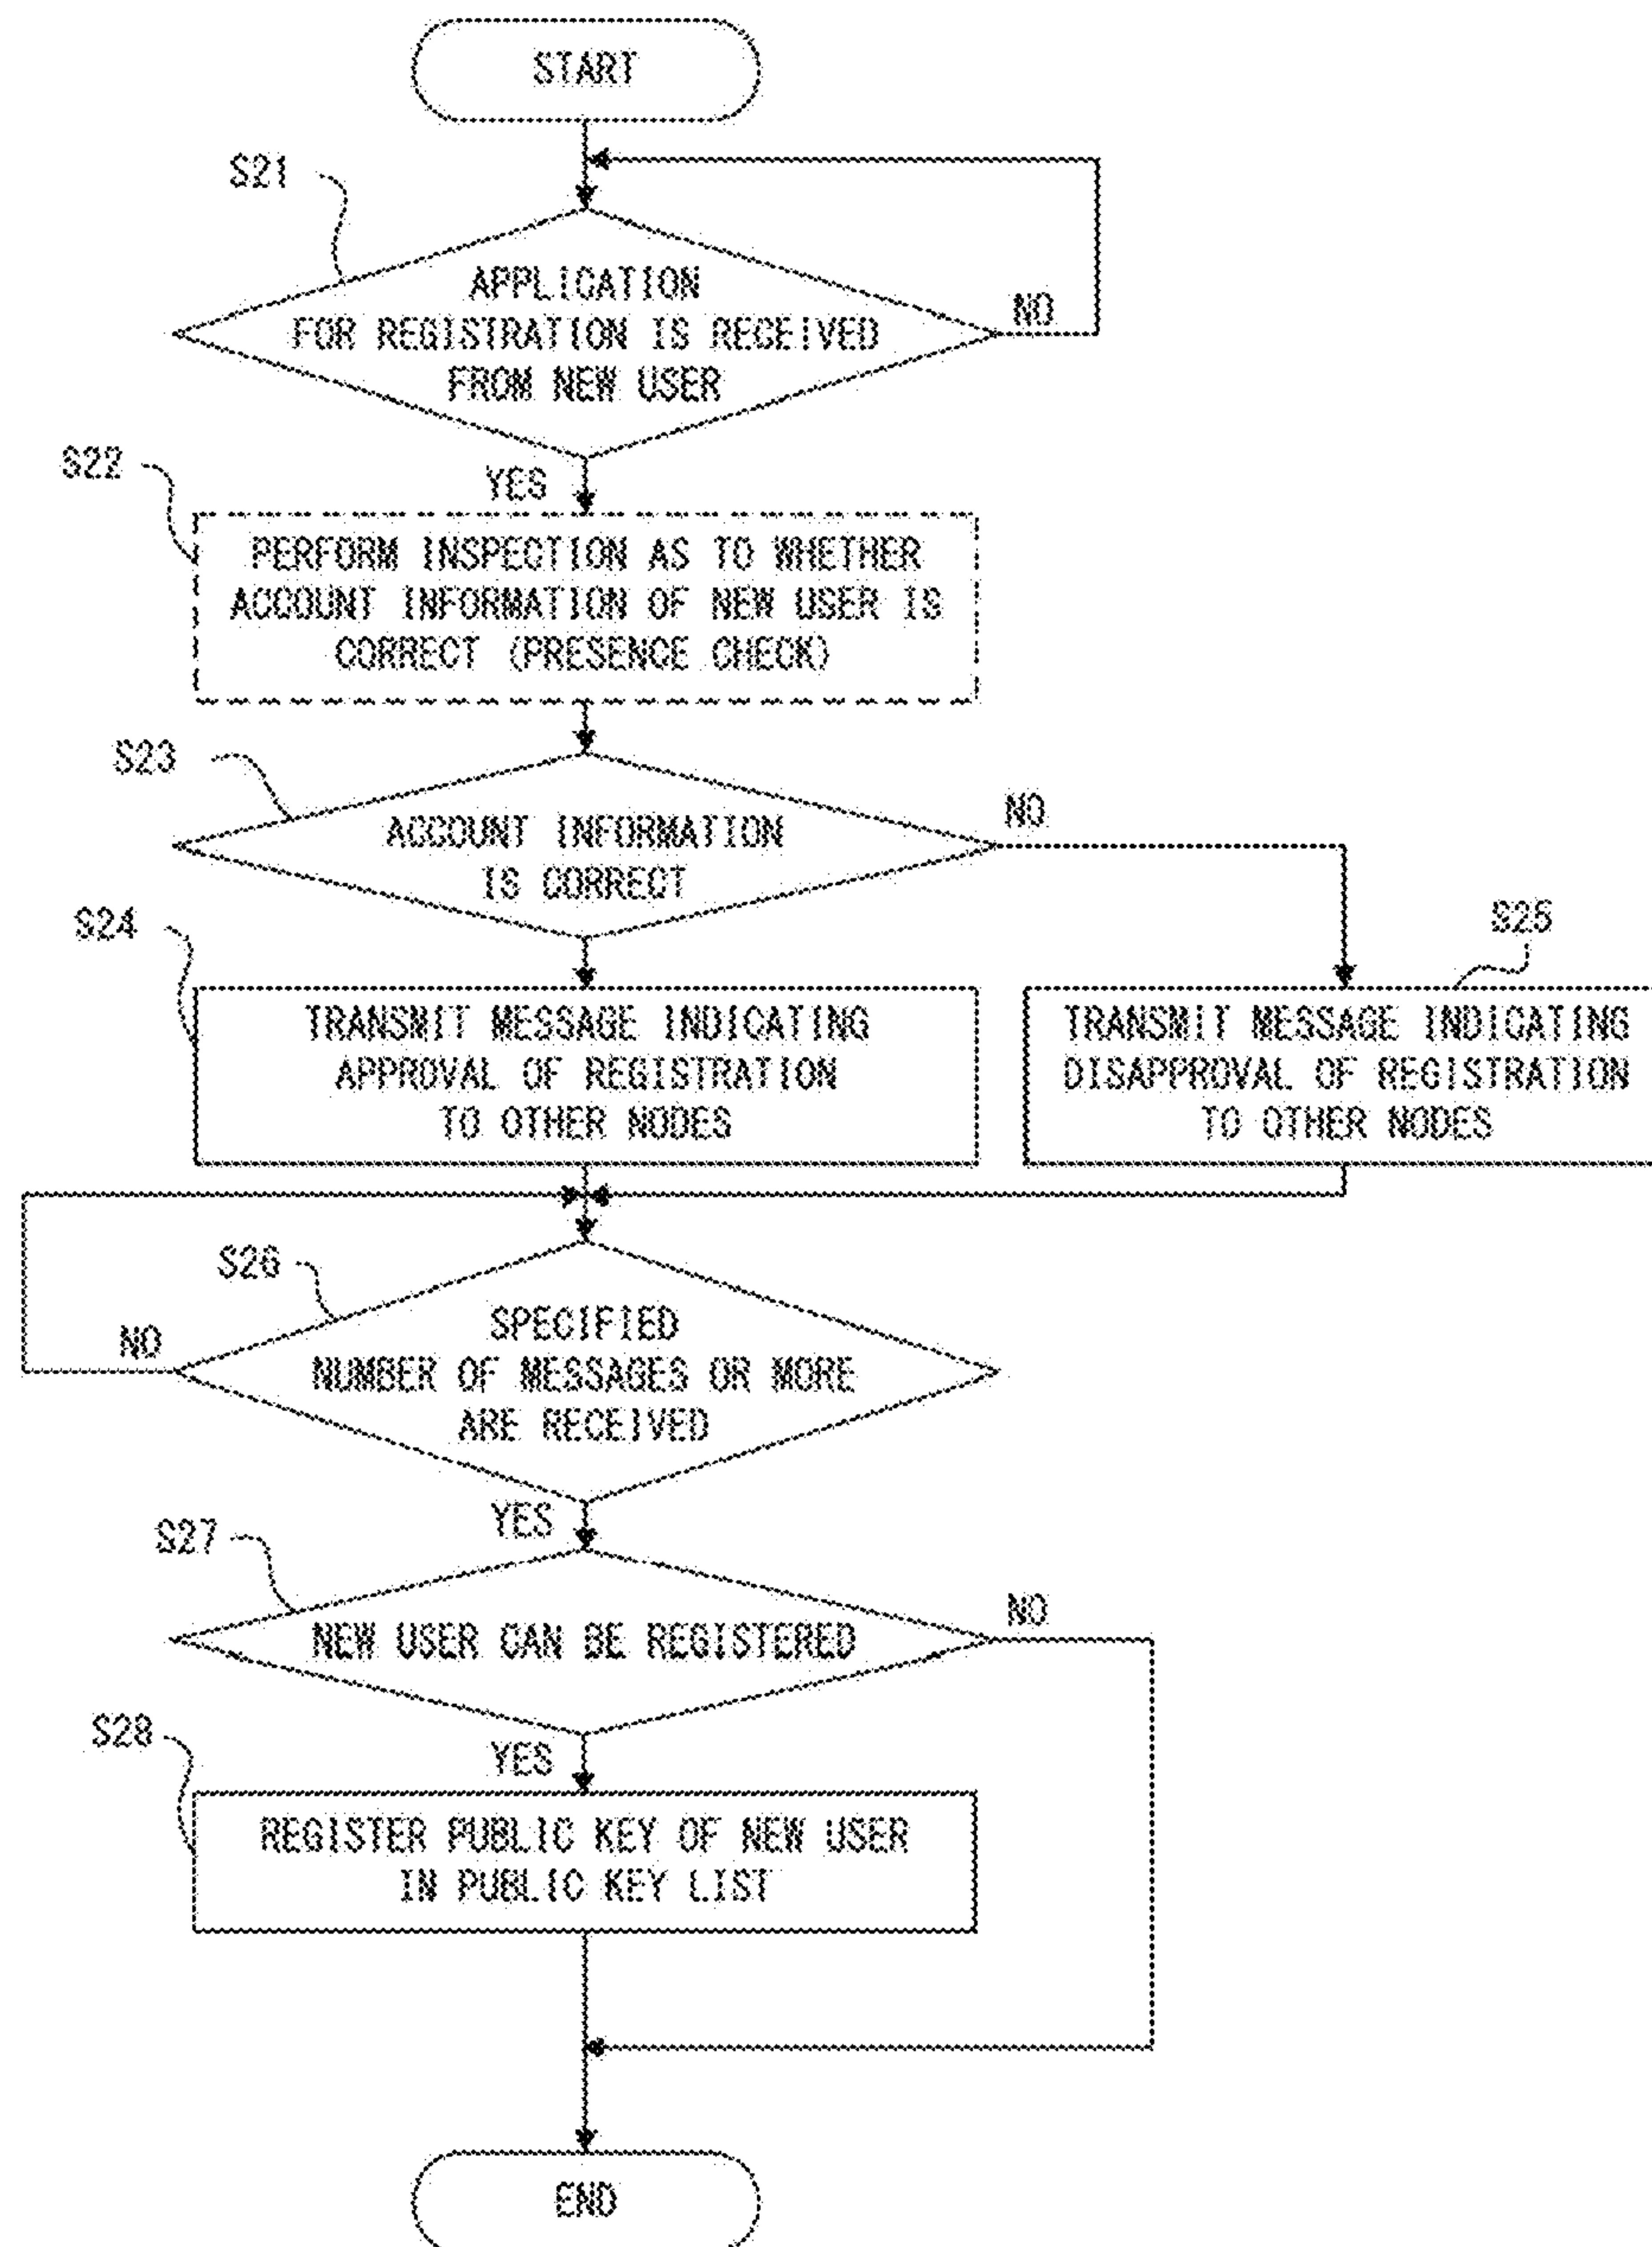 START
S21
APPLICATION
FOR REGISTRATION IS RECEIVED
FROM NEW USER
NO
YES
S22
PERFORM INSPECTION AS TO WHETHER
ACCOUNT INFORMATION OF NEW USER IS
CORRECT (PRESENCE CHECK)
S23
ACCOUNT INFORMATION
IS CORRECT
NO
S24
TRANSMIT MESSAGE INDICATING
APPROVAL OF REGISTRATION
TO OTHER NODES
S25
TRANSMIT MESSAGE INDICATING
DISAPPROVAL OF REGISTRATION
TO OTHER NODES
S26
SPECIFIED
NUMBER OF MESSAGES OR MORE
ARE RECEIVED
NO
YES
S27
NEW USER CAN BE REGISTERED
NO
YES
S28
REGISTER PUBLIC KEY OF NEW USER
IN PUBLIC KEY LIST
END